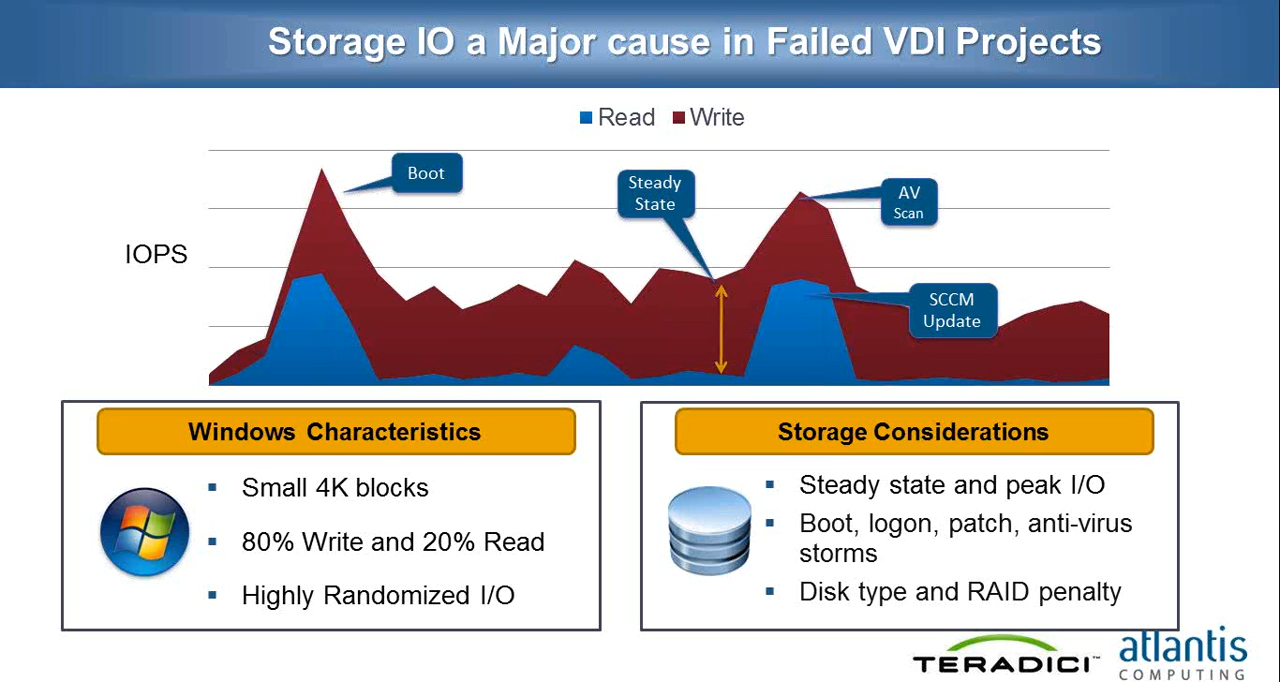 Storage IO a Major cause in Failed VDI Projects
Read Write
Boot
Steady
State
AV
Scan
IOPS
SCCM
Update
Windows Characteristics
▪ Small 4K blocks
▪ 80% Write and 20% Read
▪ Highly Randomized I/O
Storage Considerations
▪ Steady state and peak I/O
▪ Boot, logon, patch, anti-virus
storms
▪ Disk type and RAID penalty
TERADICI™
atlantis
COMPUTING